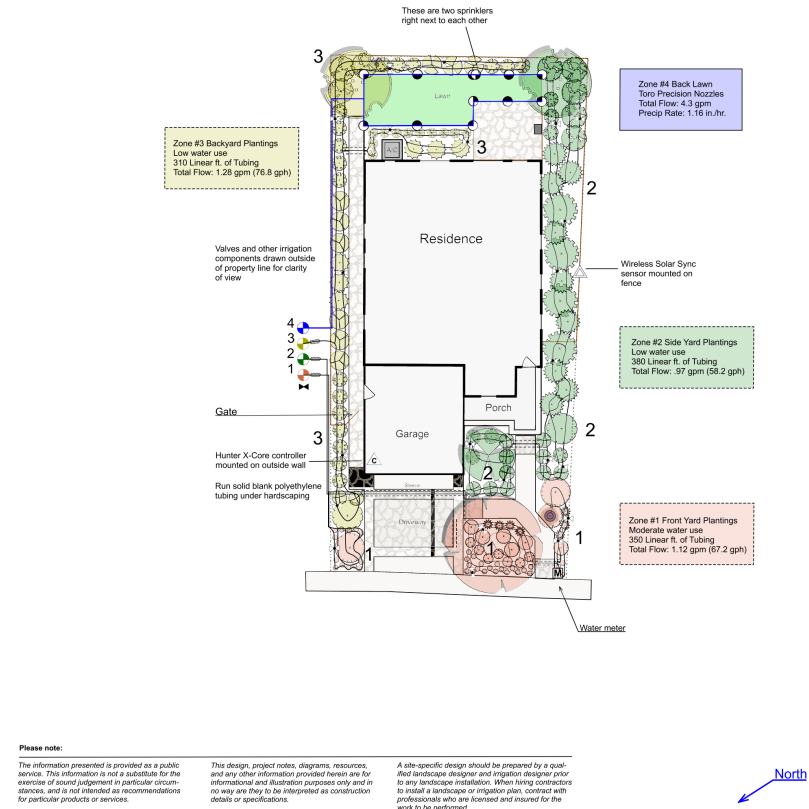 These are two sprinklers
right next to each other
3
Lawn
Zone #4 Back Lawn
Toro Precision Nozzles
Total Flow: 4.3 gpm
Precip Rate: 1.16 in./hr.
Zone #3 Backyard Plantings
Low water use
310 Linear ft. of Tubing
Total Flow: 1.28 gpm (76.8 gph)
A/C
3
2
Residence
Valves and other irrigation
components drawn outside
of property line for clarity
of view
Wireless Solar Sync
sensor mounted on
fence
4
3
2
1
Zone #2 Side Yard Plantings
Low water use
380 Linear ft. of Tubing
Total Flow: .97 gpm (58.2 gph)
Gate
Porch
Garage
3
2
Hunter X-Core controller
mounted on outside wall
C
2
Run solid blank polyethylene
tubing under hardscaping
Sleeve
Driveway
Zone #1 Front Yard Plantings
Moderate water use
350 Linear ft. of Tubing
Total Flow: 1.12 gpm (67.2 gph)
1
1
1
M
Water meter
Please note:
The information presented is provided as a public
service. This information is not a substitute for the
exercise of sound judgement in particular circum-
stances, and is not intended as recommendations
for particular products or services.
This design, project notes, diagrams, resources,
and any other information provided herein are for
informational and illustration purposes only and in
no way are they to be interpreted as construction
details or specifications.
A site-specific design should be prepared by a qual-
ified landscape designer and irrigation designer prior
to any landscape installation. When hiring contractors
to install a landscape or irrigation plan, contract with
professionals who are licensed and insured for the
work to be performed.
North